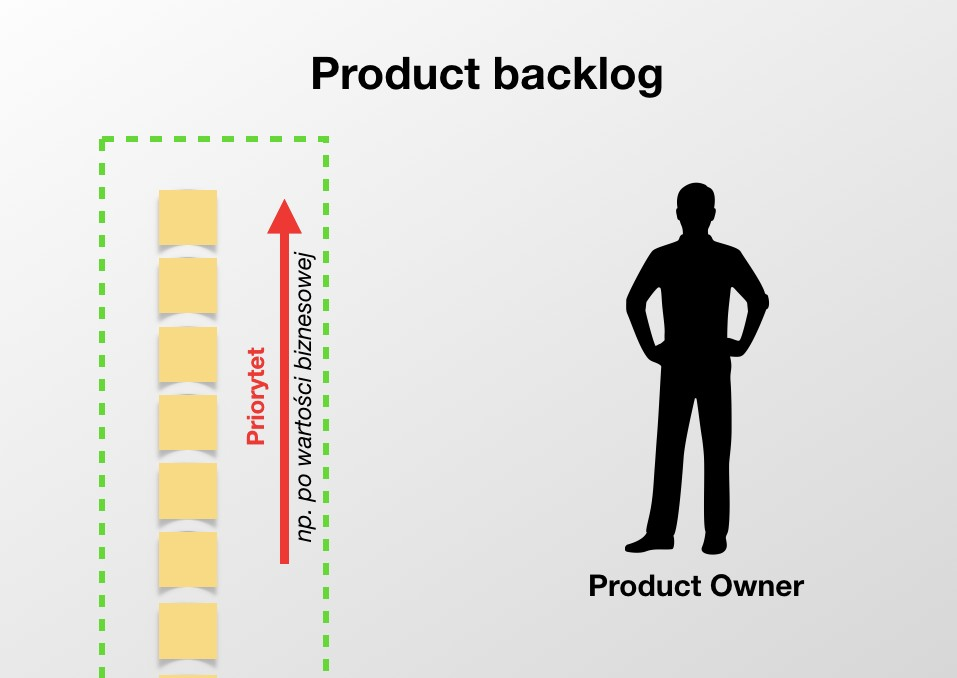 Product backlog
Priorytet
np. po wartości biznesowej
Product Owner